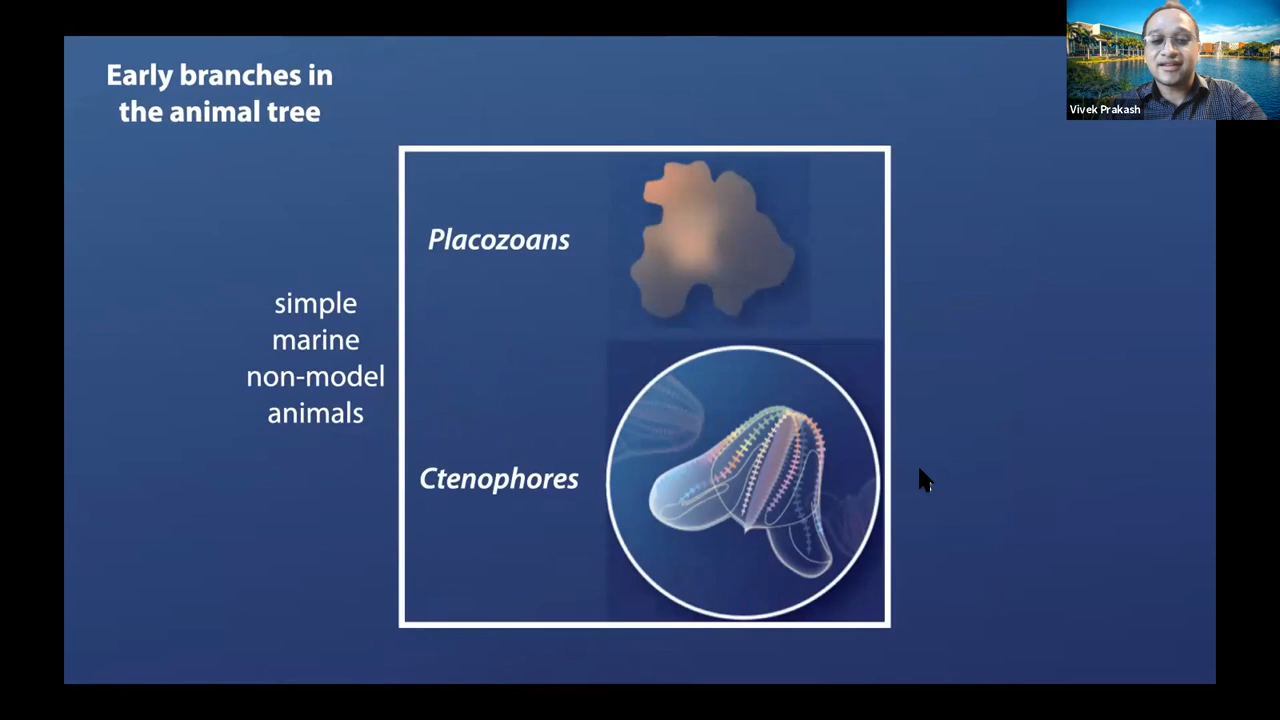 Early branches in
the animal tree
Vivek Prakash
Placozoans
simple
marine
non-model
animals
Ctenophores